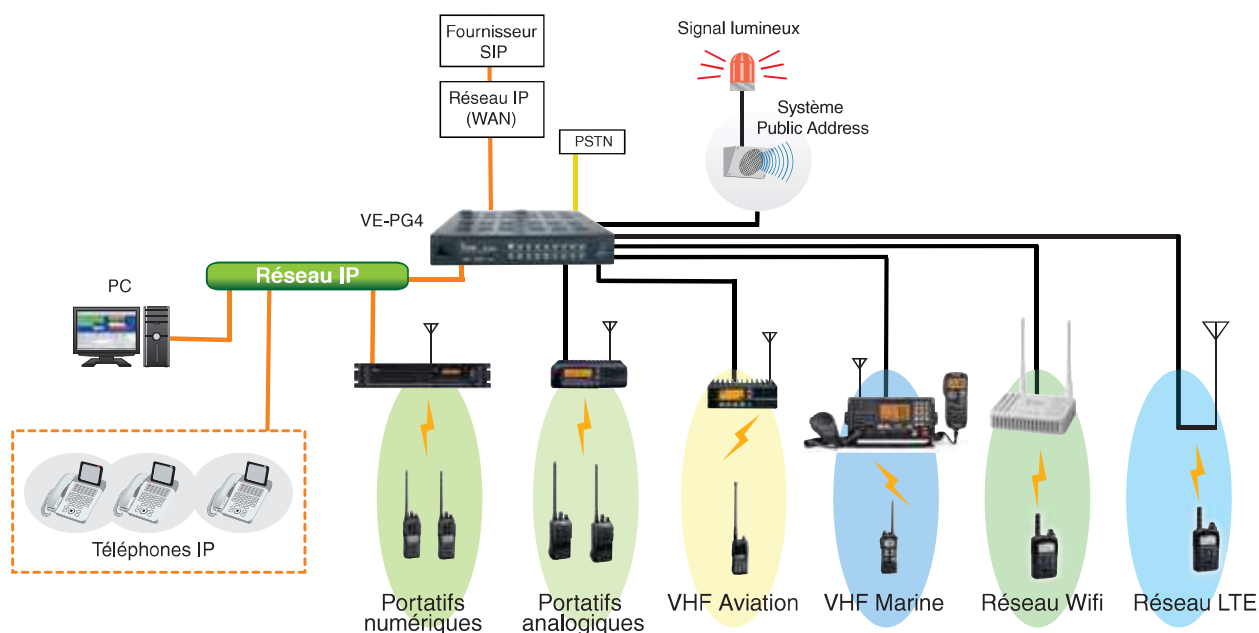 Fournisseur
SIP
Réseau IP
(WAN)
PSTN
Signal lumineux
Système
Public Address
VE-PG4
Réseau IP
PC
Téléphones IP
Portatifs
numériques
Portatifs
analogiques
VHF Aviation
VHF Marine
Réseau Wifi
Réseau LTE